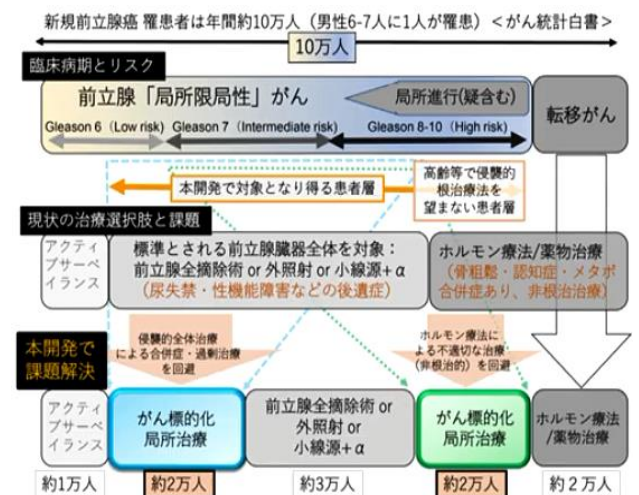 新規前立腺癌 罹患者は年間約10万人（男性6-7人に1人が罹患）＜がん統計白書＞
10万人
臨床病期とリスク
前立腺「局所限局性」がん
局所進行(疑含む)
転移がん
Gleason 6（Low risk）
Gleason 7（Intermediate risk）
Gleason 8-10（High risk）
本開発で対象となり得る患者層
高齢等で侵襲的
根治療法を
望まない患者層
現状の治療選択肢と課題
アクティ
ブサーベ
イランス
標準とされる前立腺臓器全体を対象：
前立腺全摘除術 or 外照射 or 小線源+α
（尿失禁・性機能障害などの後遺症）
ホルモン療法/薬物治療
（骨粗鬆・認知症・メタボ
合併症あり、非根治治療）
本開発で
課題解決
侵襲的全体治療
による合併症・過剰治療
を回避
ホルモン療法に
よる不適切な治療
（非根治的）を回避
アクティ
ブサーベ
イランス
がん標的化
局所治療
前立腺全摘除術 or
外照射 or
小線源+α
がん標的化
局所治療
ホルモン療法
/薬物治療
約1万人
約2万人
約3万人
約2万人
約２万人